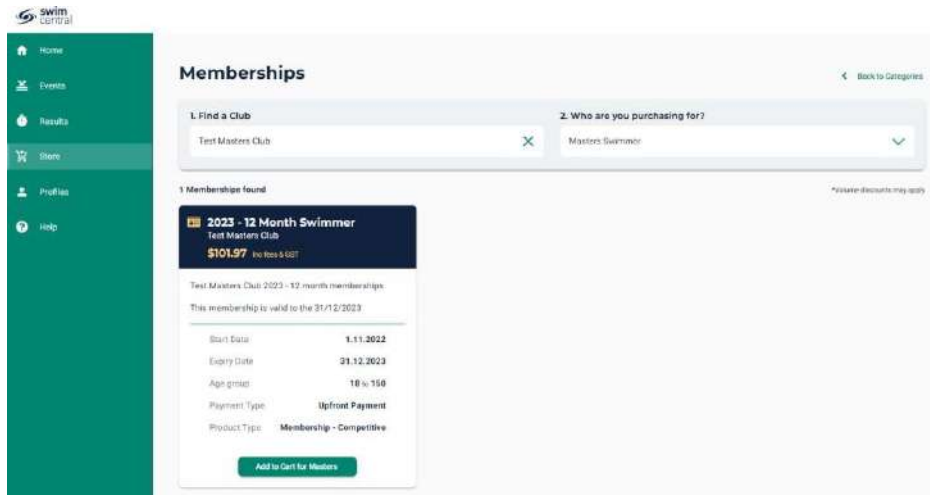 swim
central
Home
Events
Results
Store
Profiles
Help
Memberships
Back to Categories
1. Find a Club
Test Masters Club
2. Who are you purchasing for?
Masters Swimmer
1 Memberships found
*Volume discounts may apply
2023 - 12 Month Swimmer
Test Masters Club
$101.97 inc fees & GST
Test Masters Club 2023 - 12 month memberships
This membership is valid to the 31/12/2023
Start Date 1.11.2022
Expiry Date 31.12.2023
Age group 18 to 150
Payment Type Upfront Payment
Product Type Membership - Competitive
Add to Cart for Masters